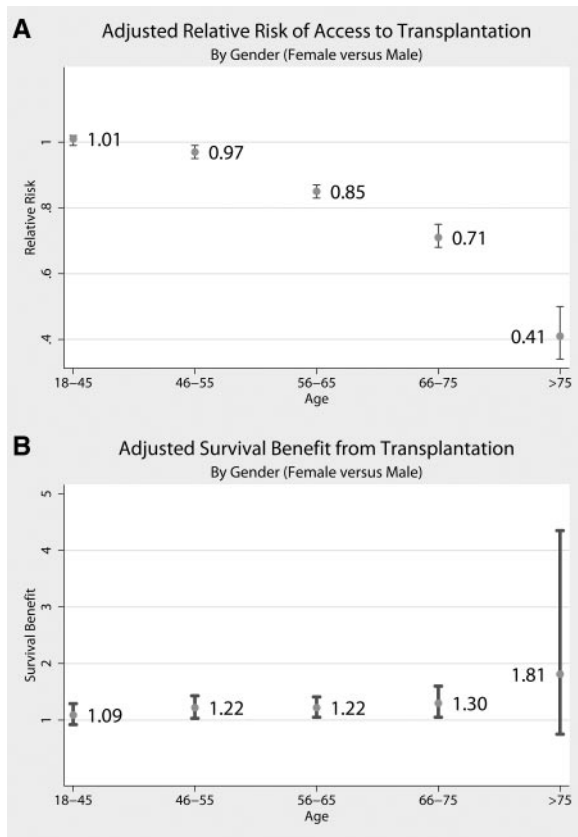 A
Adjusted Relative Risk of Access to Transplantation
By Gender (Female versus Male)
Relative Risk
1
.8
.6
.4
1.01
0.97
0.85
0.71
0.41
18–45
46–55
56–65
66–75
>75
Age
B
Adjusted Survival Benefit from Transplantation
By Gender (Female versus Male)
Survival Benefit
5
4
3
2
1
1.09
1.22
1.22
1.30
1.81
18–45
46–55
56–65
66–75
>75
Age